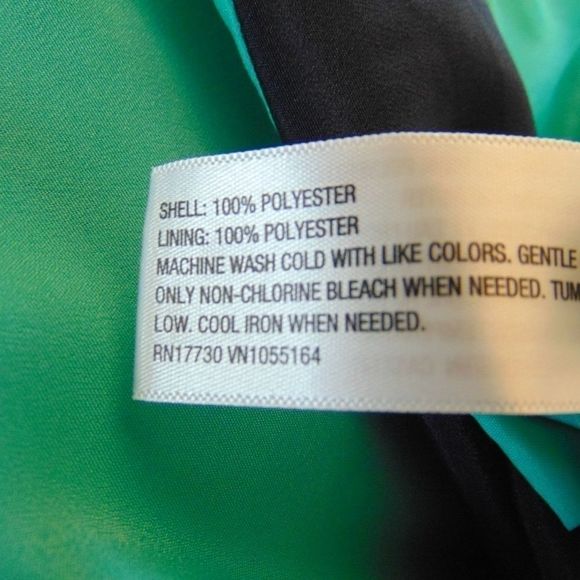 SHELL: 100% POLYESTER
LINING: 100% POLYESTER
MACHINE WASH COLD WITH LIKE COLORS. GENTLE
ONLY NON-CHLORINE BLEACH WHEN NEEDED. TUM
LOW. COOL IRON WHEN NEEDED.
RN17730 VN1055164